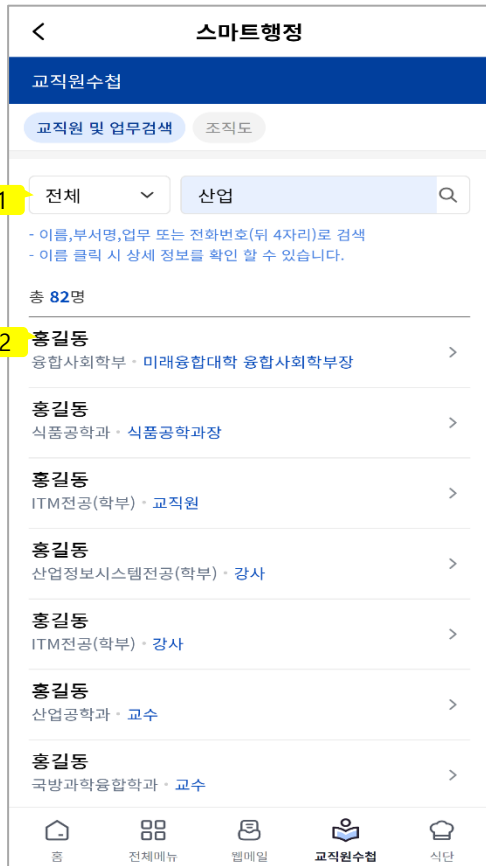 스마트행정
교직원수첩
교직원 및 업무검색 조직도
1 전체 산업
- 이름,부서명,업무 또는 전화번호(뒤 4자리)로 검색
- 이름 클릭 시 상세 정보를 확인 할 수 있습니다.
총 82명
2 홍길동
융합사회학부 · 미래융합대학 융합사회학부장
홍길동
식품공학과 · 식품공학과장
홍길동
ITM전공(학부) · 교직원
홍길동
산업정보시스템전공(학부) · 강사
홍길동
ITM전공(학부) · 강사
홍길동
산업공학과 · 교수
홍길동
국방과학융합학과 · 교수
홈 전체메뉴 웹메일 교직원수첩 식단